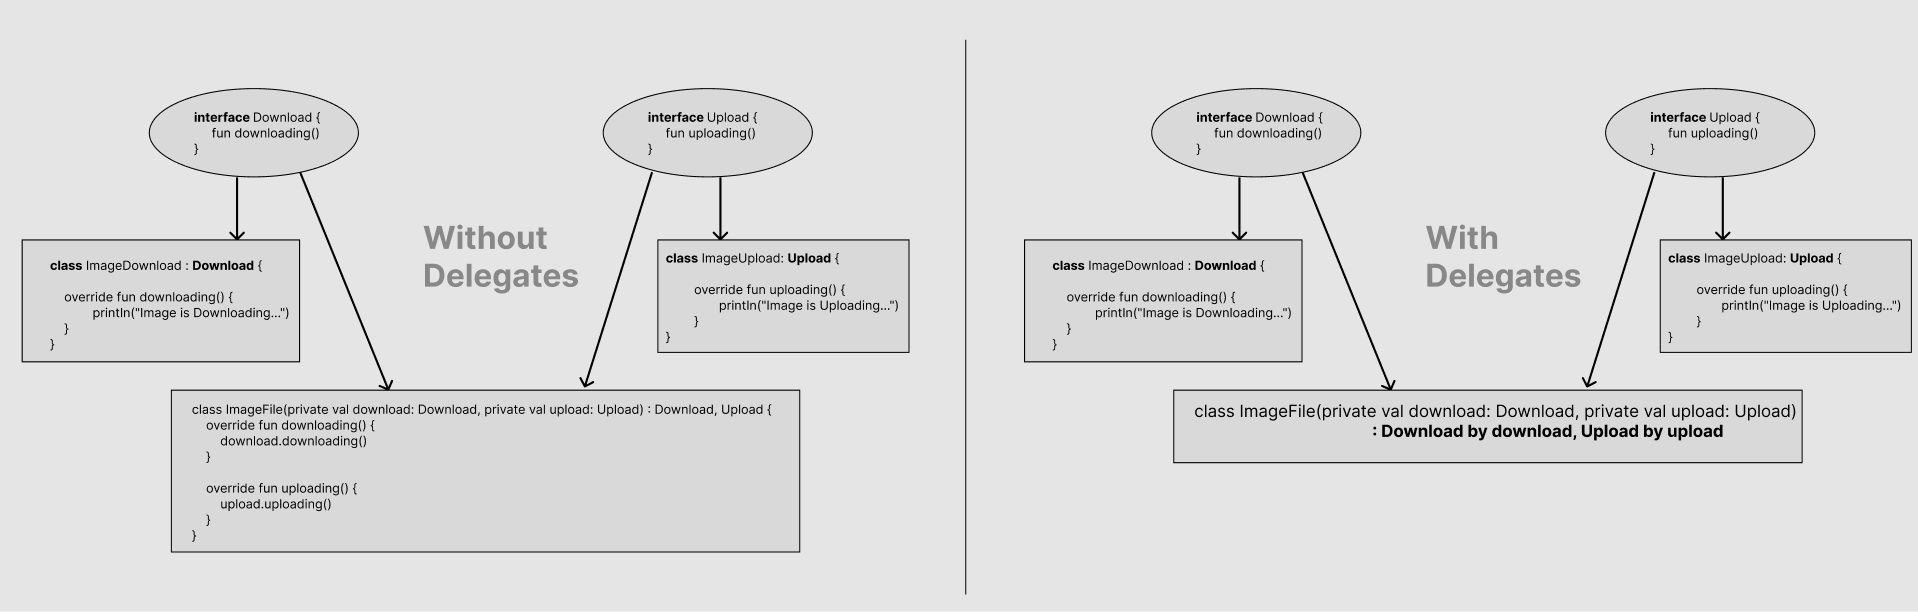 interface Download {
fun downloading()
}
interface Upload {
fun uploading()
}
class ImageDownload : Download {
override fun downloading() {
println("Image is Downloading...")
}
}
Without
Delegates
class ImageUpload: Upload {
override fun uploading() {
println("Image is Uploading...")
}
}
class ImageFile(private val download: Download, private val upload: Upload) : Download, Upload {
override fun downloading() {
download.downloading()
}
override fun uploading() {
upload.uploading()
}
}
interface Download {
fun downloading()
}
interface Upload {
fun uploading()
}
class ImageDownload : Download {
override fun downloading() {
println("Image is Downloading...")
}
}
With
Delegates
class ImageUpload: Upload {
override fun uploading() {
println("Image is Uploading...")
}
}
class ImageFile(private val download: Download, private val upload: Upload)
: Download by download, Upload by upload